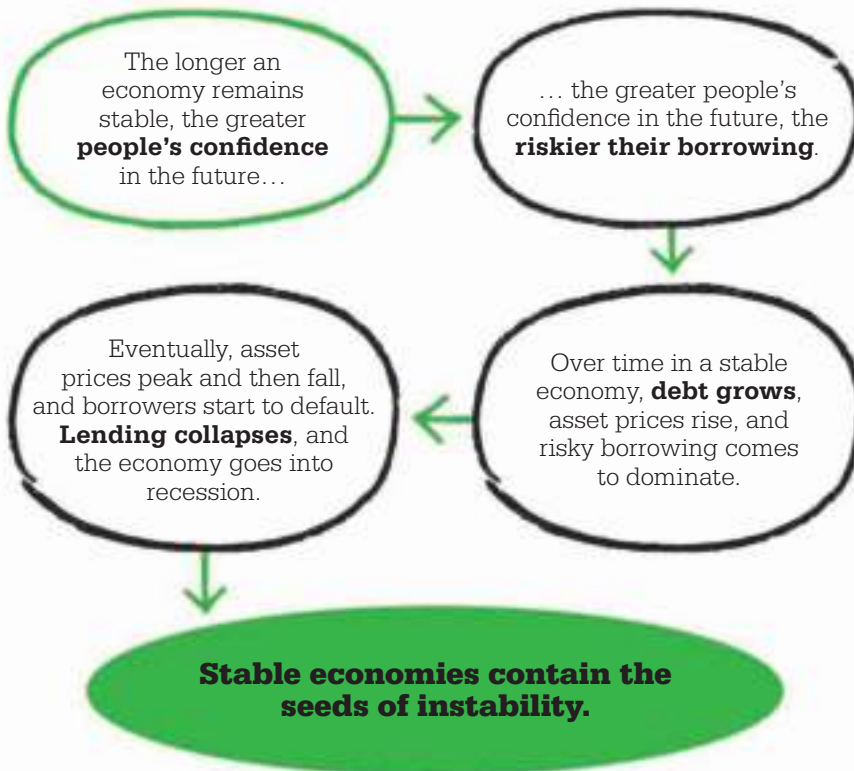 The longer an
economy remains
stable, the greater
people's confidence
in the future…
… the greater people's
confidence in the future, the
riskier their borrowing.
Over time in a stable
economy, debt grows,
asset prices rise, and
risky borrowing comes
to dominate.
Eventually, asset
prices peak and then fall,
and borrowers start to default.
Lending collapses, and
the economy goes into
recession.
Stable economies contain the
seeds of instability.